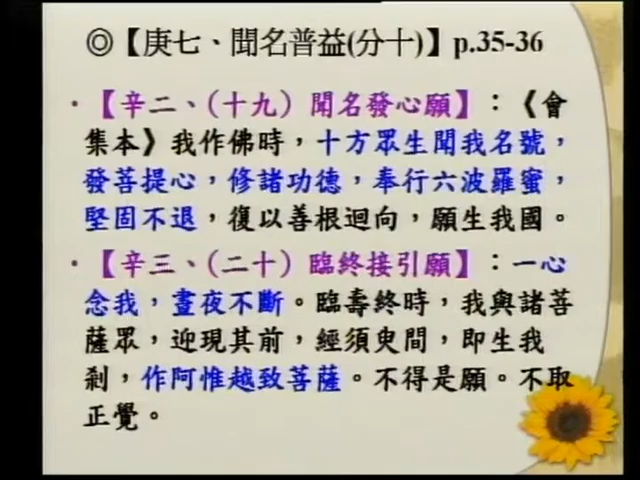 ◎【庚七、聞名普益(分十)】p.35-36
·【辛二、(十九) 聞名發心願】：《會
集本》我作佛時，十方眾生聞我名號，
發菩提心，修諸功德，奉行六波羅蜜，
堅固不退，復以善根迴向，願生我國。
·【辛三、(二十) 臨終接引願】：一心
念我，晝夜不斷。臨壽終時，我與諸菩
薩眾，迎現其前，經須臾間，即生我
剎，作阿惟越致菩薩。不得是願。不取
正覺。